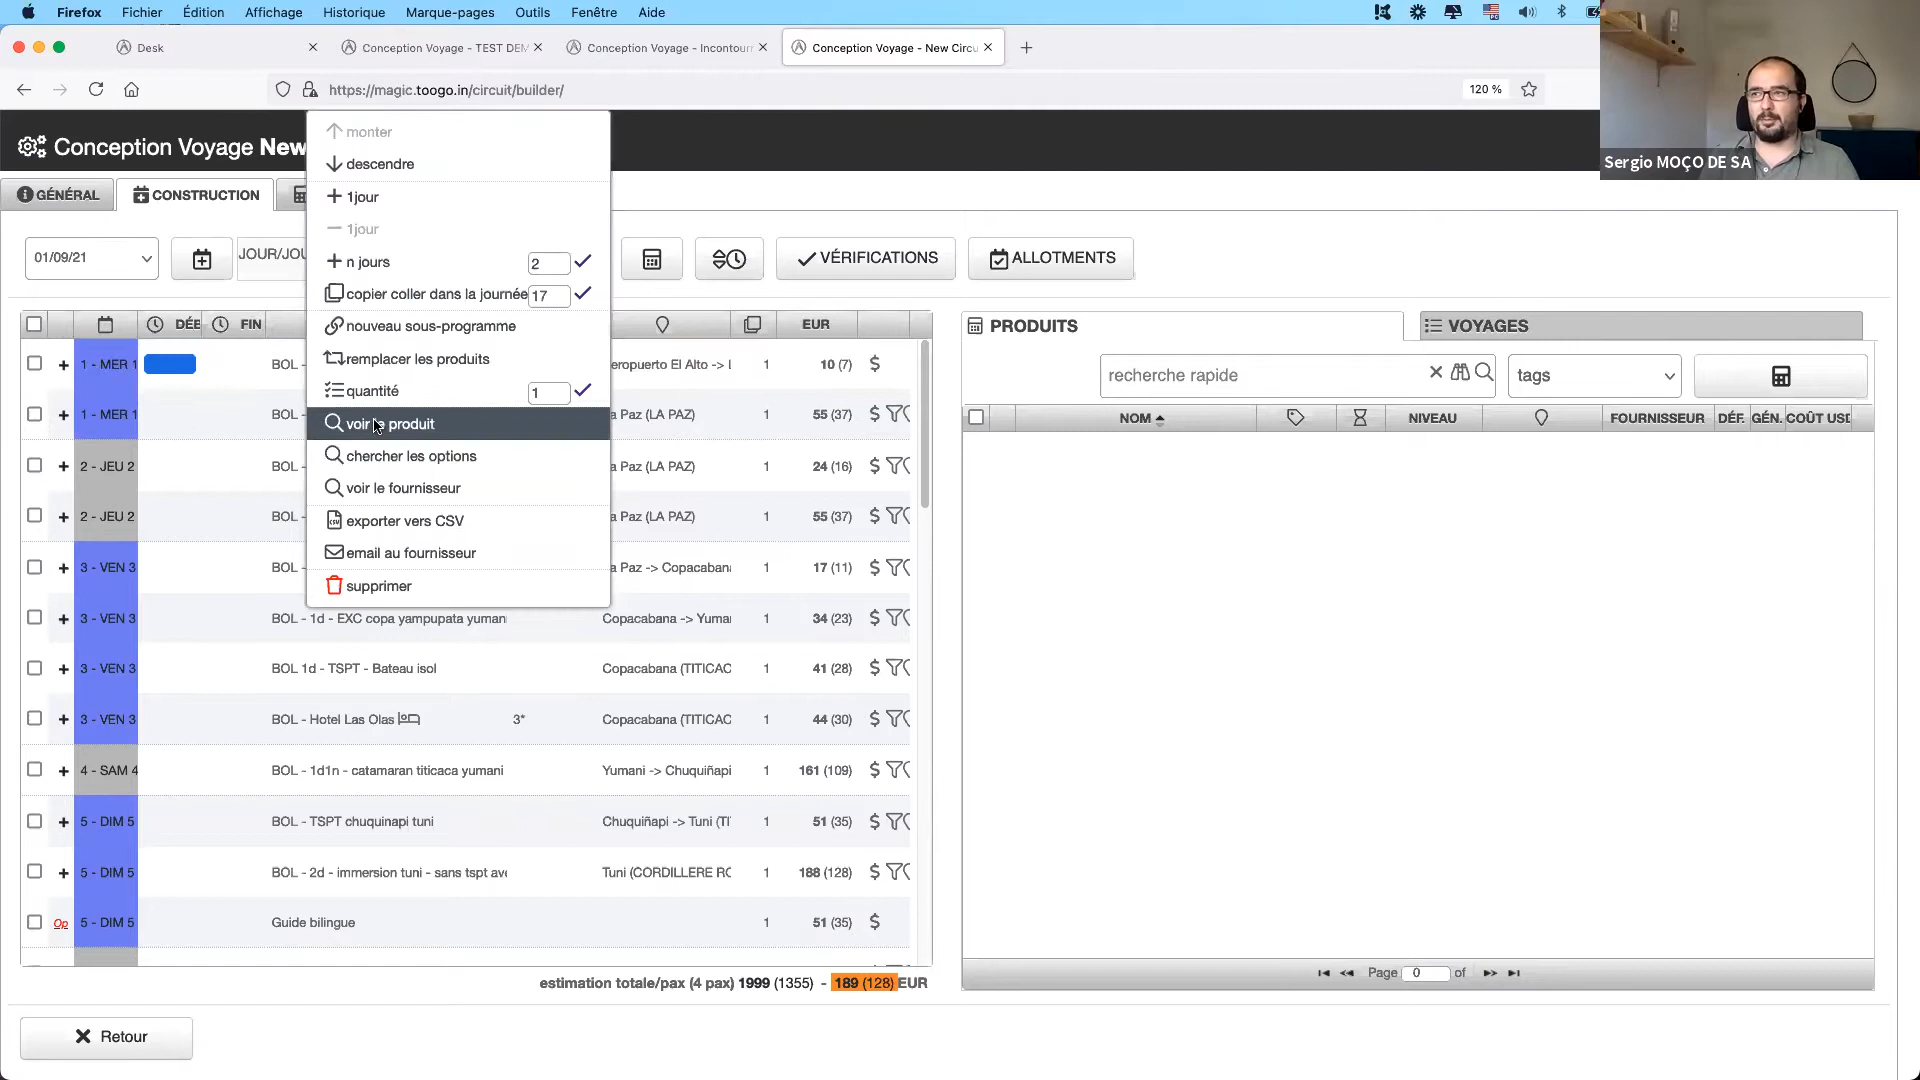 Firefox Fichier Édition Affichage Historique Marque-pages Outils Fenêtre Aide
Desk
Conception Voyage - TEST DEM
Conception Voyage - Incontourn
Conception Voyage - New Circu
https://magic.toogo.in/circuit/builder/
120 %
Sergio MOÇO DE SA
Conception Voyage New
GÉNÉRAL
CONSTRUCTION
01/09/21
JOUR/JOU
VÉRIFICATIONS
ALLOTMENTS
monter
descendre
1jour
1jour
n jours 2
copier coller dans la journée 17
nouveau sous-programme
remplacer les produits
quantité 1
voir le produit
chercher les options
voir le fournisseur
exporter vers CSV
email au fournisseur
supprimer
DÉB FIN EUR
1 - MER 1 BOL - eropuerto El Alto -> 1 10 (7) $
1 - MER 1 BOL - a Paz (LA PAZ) 1 55 (37) $
2 - JEU 2 BOL - a Paz (LA PAZ) 1 24 (16) $
2 - JEU 2 BOL - a Paz (LA PAZ) 1 55 (37) $
3 - VEN 3 BOL - a Paz -> Copacabana 1 17 (11) $
3 - VEN 3 BOL - 1d - EXC copa yampupata yumani Copacabana -> Yumai 1 34 (23) $
3 - VEN 3 BOL 1d - TSPT - Bateau isol Copacabana (TITICAC 1 41 (28) $
3 - VEN 3 BOL - Hotel Las Olas 3* Copacabana (TITICAC 1 44 (30) $
4 - SAM 4 BOL - 1d1n - catamaran titicaca yumani Yumani -> Chuquiñapi 1 161 (109) $
5 - DIM 5 BOL - TSPT chuquinapi tuni Chuquiñapi -> Tuni (TI 1 51 (35) $
5 - DIM 5 BOL - 2d - immersion tuni - sans tspt ave Tuni (CORDILLERE RO 1 188 (128) $
Op 5 - DIM 5 Guide bilingue 1 51 (35) $
estimation totale/pax (4 pax) 1999 (1355) - 189 (128) EUR
PRODUITS
VOYAGES
recherche rapide
tags
NOM NIVEAU FOURNISSEUR DÉF. GÉN. COÛT USD
Page 0 of
Retour